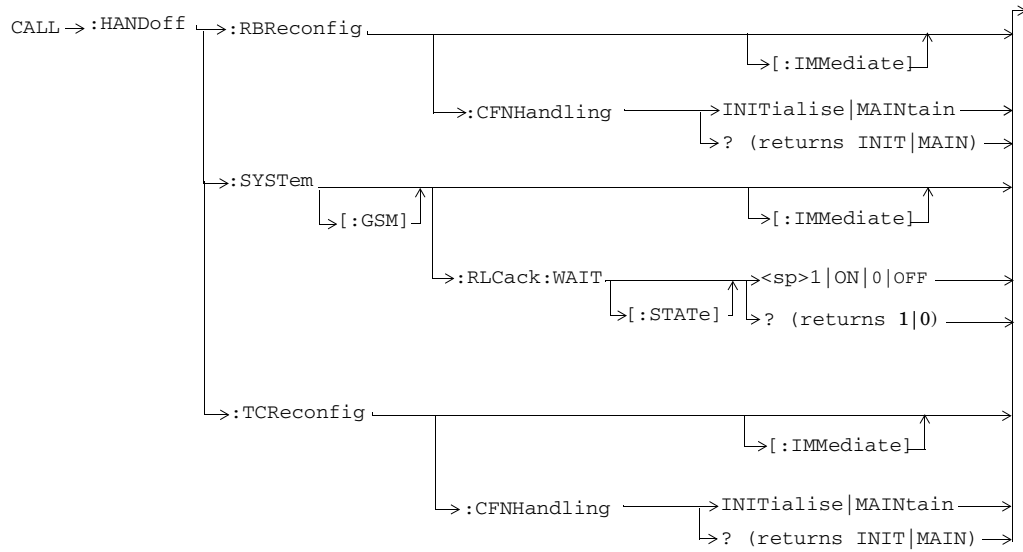 CALL :HANDoff :RBReconfig
[:IMMediate]
:CFNHandling INITialise|MAINtain
? (returns INIT|MAIN)
:SYSTem
[:GSM] [:IMMediate]
:RLCack:WAIT <sp>1|ON|0|OFF
[:STATe] ? (returns 1|0)
:TCReconfig
[:IMMediate]
:CFNHandling INITialise|MAINtain
? (returns INIT|MAIN)